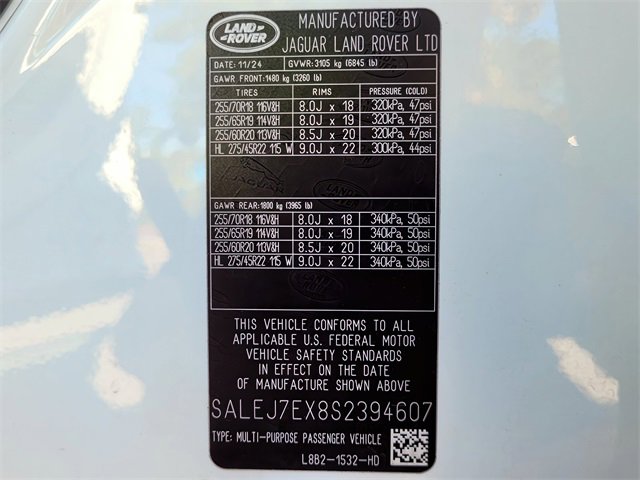 LAND
ROVER
MANUFACTURED BY
JAGUAR LAND ROVER LTD
DATE: 11/24 GVWR: 3105 kg (6845 lb)
GAWR FRONT: 1480 kg (3260 lb)
TIRES RIMS PRESSURE (COLD)
255/70R18 116V&H 8.0J x 18 320kPa, 47psi
255/65R19 114V&H 8.0J x 19 320kPa, 47psi
255/60R20 113V&H 8.5J x 20 320kPa, 47psi
HL 275/45R22 115 W 9.0J x 22 300kPa, 44psi
GAWR REAR: 1800 kg (3965 lb)
255/70R18 116V&H 8.0J x 18 340kPa, 50psi
255/65R19 114V&H 8.0J x 19 340kPa, 50psi
255/60R20 113V&H 8.5J x 20 340kPa, 50psi
HL 275/45R22 115 W 9.0J x 22 340kPa, 50psi
THIS VEHICLE CONFORMS TO ALL
APPLICABLE U.S. FEDERAL MOTOR
VEHICLE SAFETY STANDARDS
IN EFFECT ON THE DATE
OF MANUFACTURE SHOWN ABOVE
SALEJ7EX8S2394607
TYPE: MULTI-PURPOSE PASSENGER VEHICLE
L8B2-1532-HD